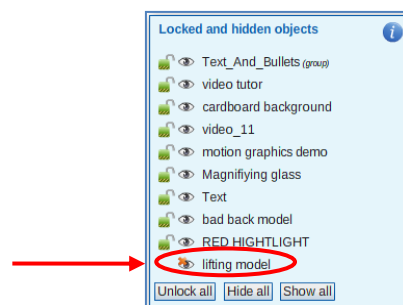 Locked and hidden objects i
Text_And_Bullets (group)
video tutor
cardboard background
video_11
motion graphics demo
Magnifiying glass
Text
bad back model
RED HIGHTLIGHT
lifting model
Unlock all Hide all Show all